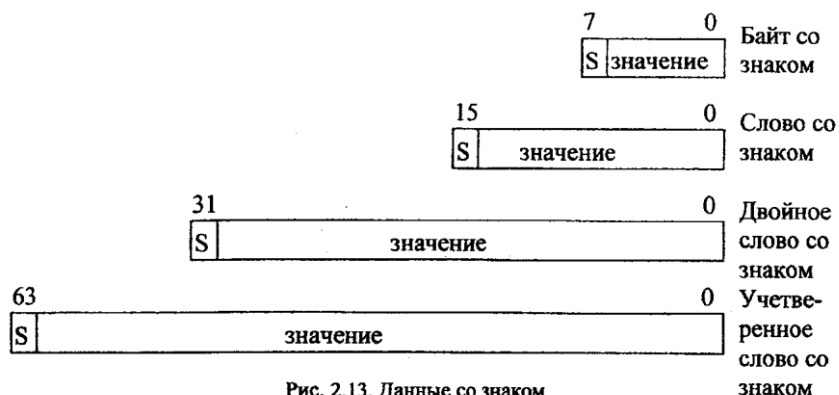 7 0
Байт со
знаком
S значение
15 0
Слово со
знаком
S значение
31 0
Двойное
слово со
знаком
S значение
63 0
Учетве-
ренное
слово со
знаком
S значение
Рис. 2.13. Данные со знаком